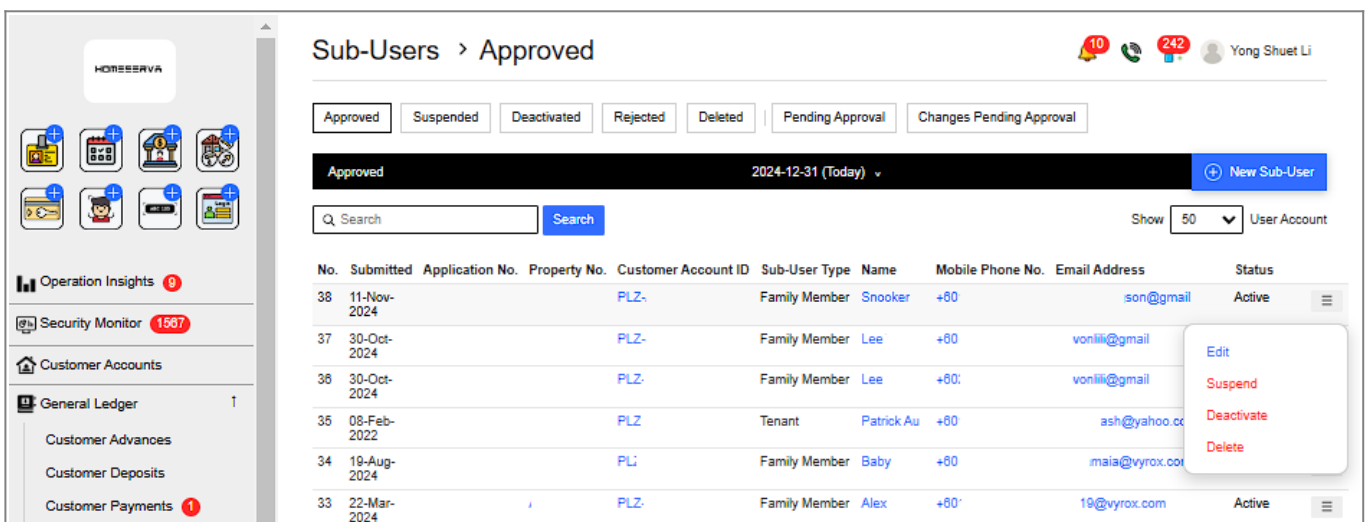 HOMESERVA
Sub-Users > Approved
10
242
Yong Shuet Li
Approved Suspended Deactivated Rejected Deleted | Pending Approval Changes Pending Approval
Approved 2024-12-31 (Today) New Sub-User
Search Search Show 50 User Account
No. Submitted Application No. Property No. Customer Account ID Sub-User Type Name Mobile Phone No. Email Address Status
38 11-Nov-2024 PLZ- Family Member Snooker +60 son@gmail Active
37 30-Oct-2024 PLZ- Family Member Lee +60 vonlili@gmail
36 30-Oct-2024 PLZ- Family Member Lee +60 vonlili@gmail
35 08-Feb-2022 PLZ Tenant Patrick Au +60 ash@yahoo.co
34 19-Aug-2024 Family Member Baby +60 maia@vyrox.com
33 22-Mar-2024 PLZ- Family Member Alex +60 19@vyrox.com Active
Edit
Suspend
Deactivate
Delete
Operation Insights 9
Security Monitor 1567
Customer Accounts
General Ledger ↑
Customer Advances
Customer Deposits
Customer Payments 1